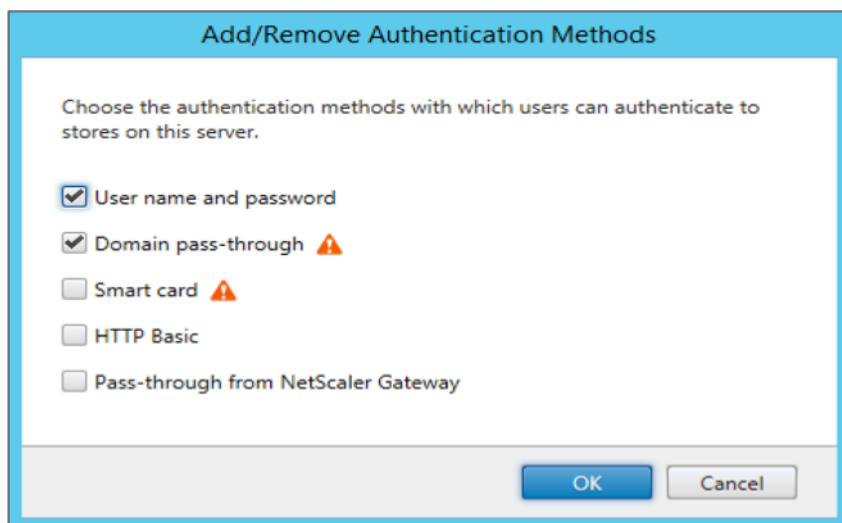 Add/Remove Authentication Methods
Choose the authentication methods with which users can authenticate to
stores on this server.
User name and password
Domain pass-through
Smart card
HTTP Basic
Pass-through from NetScaler Gateway
OK
Cancel